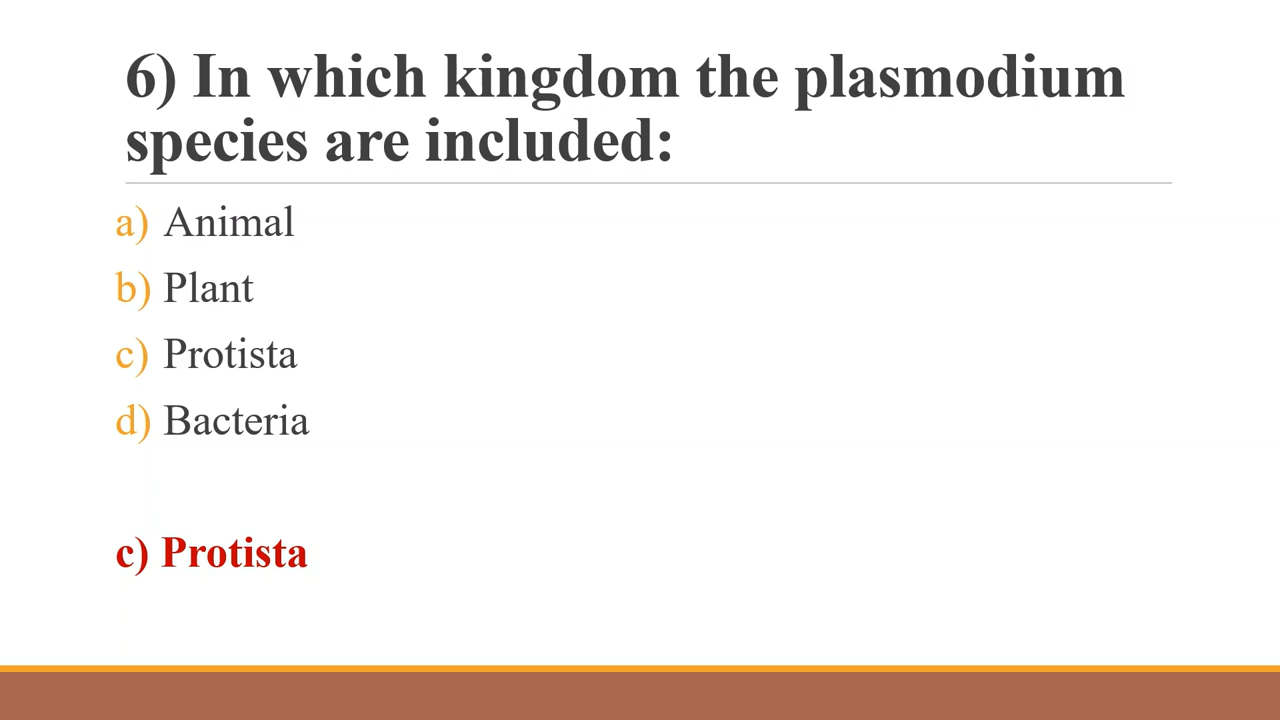 6) In which kingdom the plasmodium
species are included:
a) Animal
b) Plant
c) Protista
d) Bacteria
c) Protista